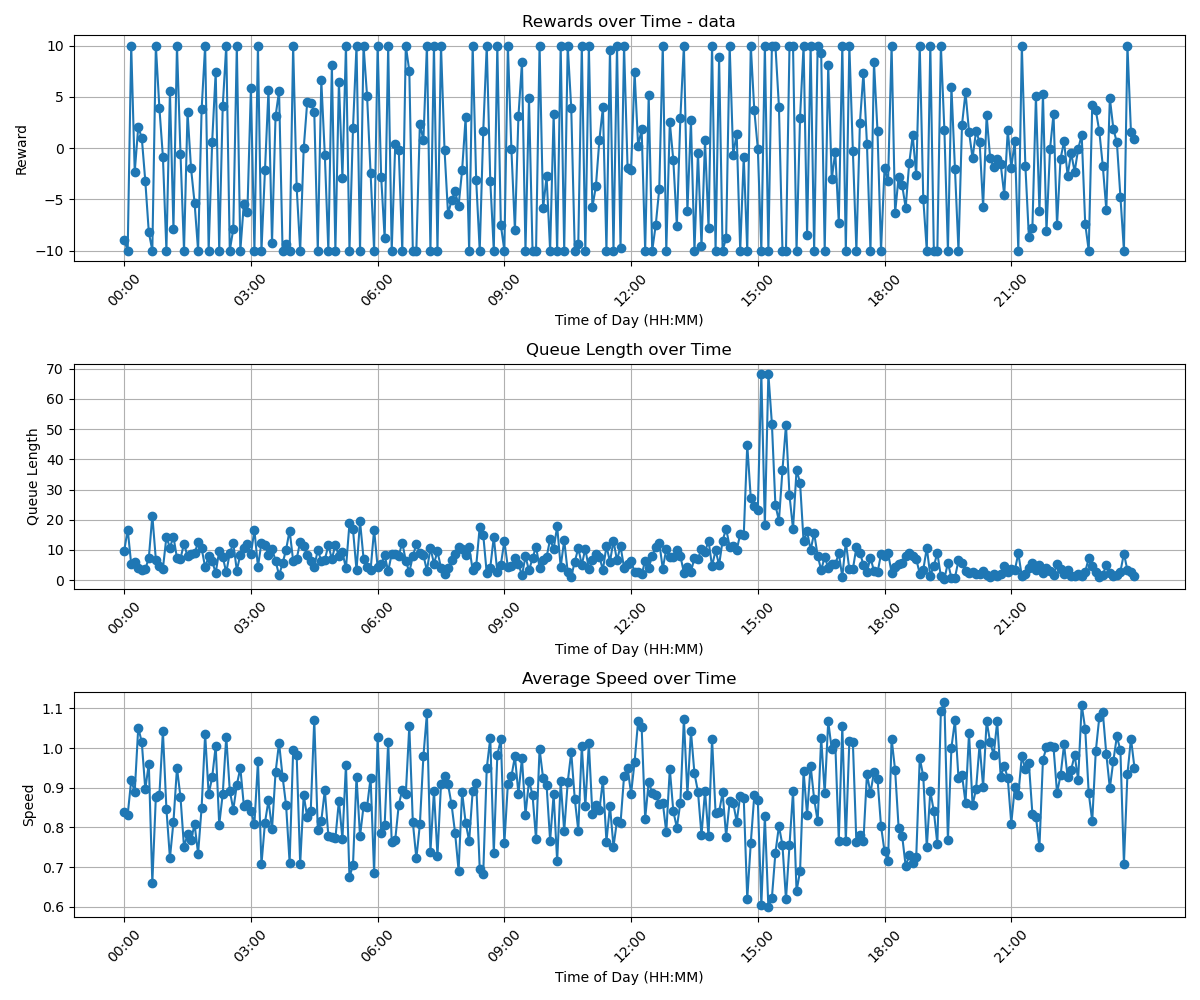 Rewards over Time - data
10
5
0
−5
−10
Reward
00:00 03:00 06:00 09:00 12:00 15:00 18:00 21:00
Time of Day (HH:MM)
Queue Length over Time
70
60
50
40
30
20
10
0
Queue Length
00:00 03:00 06:00 09:00 12:00 15:00 18:00 21:00
Time of Day (HH:MM)
Average Speed over Time
1.1
1.0
0.9
0.8
0.7
0.6
Speed
00:00 03:00 06:00 09:00 12:00 15:00 18:00 21:00
Time of Day (HH:MM)